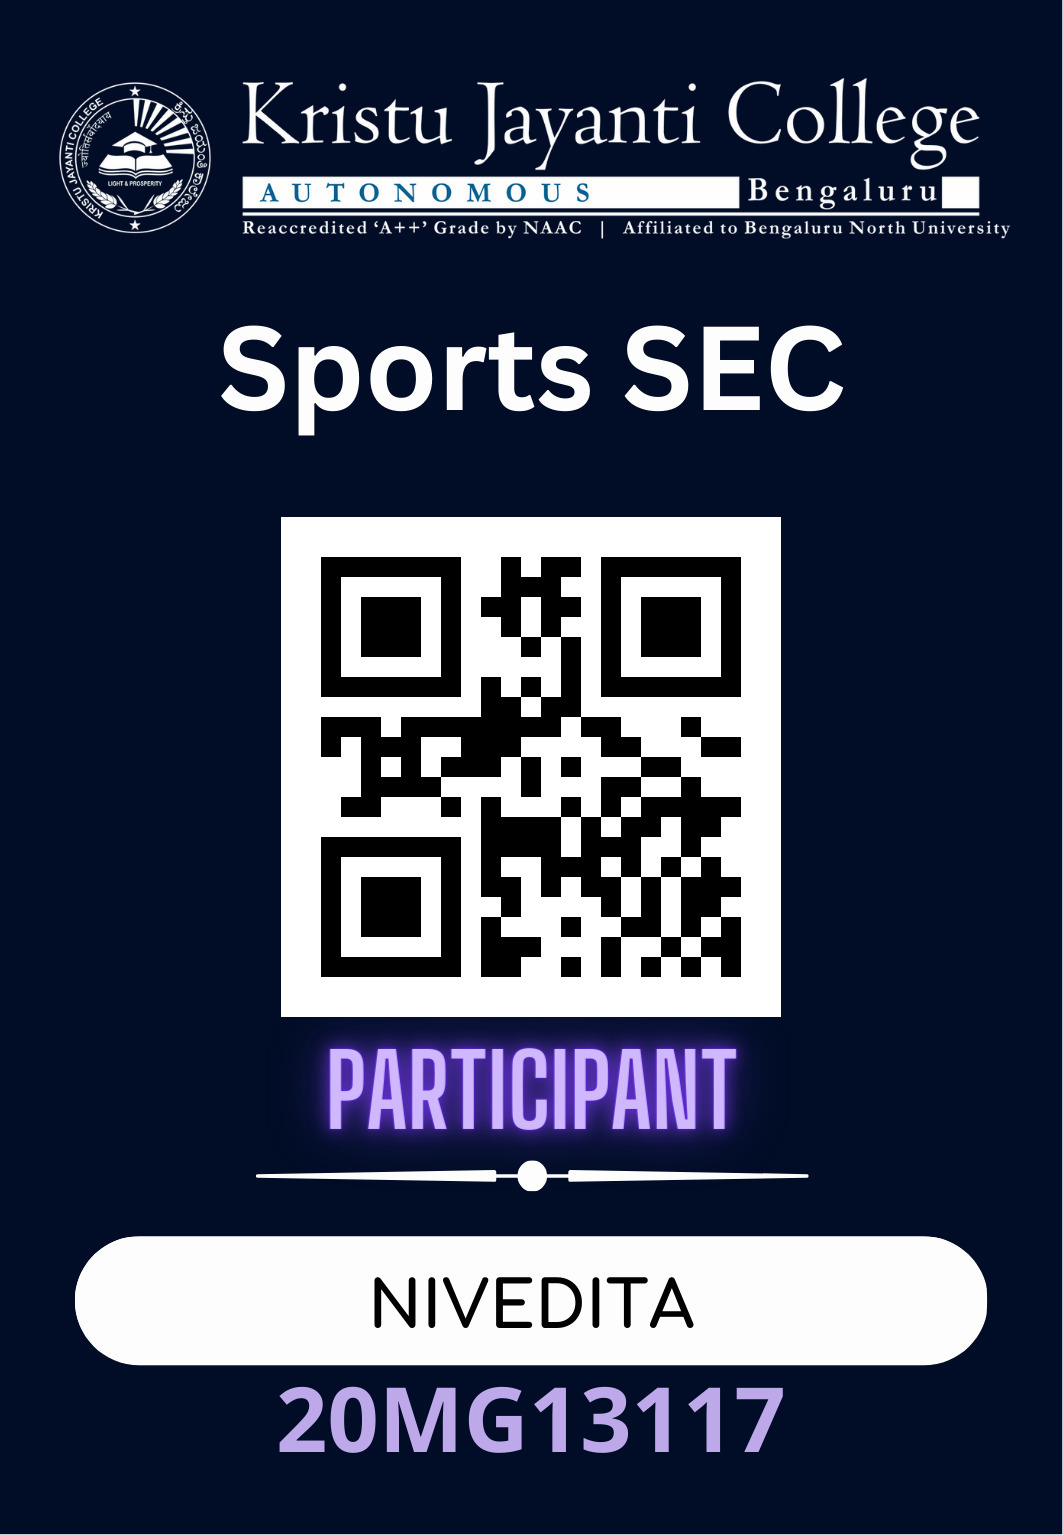 KRISTU JAYANTI COLLEGE
ज्योतिसंवादयाय
LIGHT & PROSPERITY
Kristu Jayanti College
AUTONOMOUS Bengaluru
Reaccredited ‘A++’ Grade by NAAC | Affiliated to Bengaluru North University
Sports SEC
PARTICIPANT
NIVEDITA
20MG13117